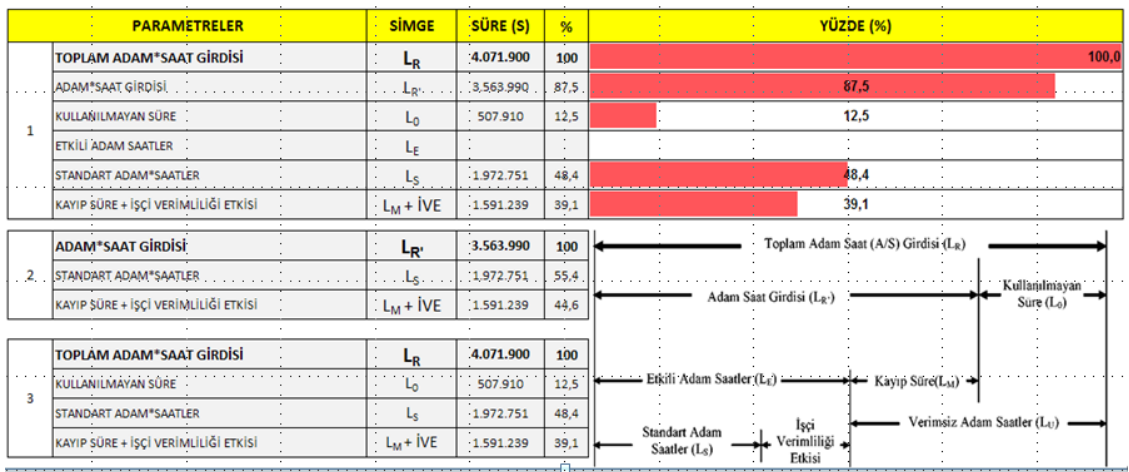 PARAMETRELER SİMGE SÜRE (S) % YÜZDE (%)
1
TOPLAM ADAM*SAAT GİRDİSİ LR 4.071.900 100 100,0
ADAM*SAAT GİRDİSİ LR' 3.563.990 87,5 87,5
KULLANILMAYAN SÜRE L0 507.910 12,5 12,5
ETKİLİ ADAM SAATLER LE
STANDART ADAM*SAATLER LS 1.972.751 48,4 48,4
KAYIP SÜRE + İŞÇİ VERİMLİLİĞİ ETKİSİ LM + İVE 1.591.239 39,1 39,1
2
ADAM*SAAT GİRDİSİ LR' 3.563.990 100
STANDART ADAM*SAATLER LS 1.972.751 55,4
KAYIP SÜRE + İŞÇİ VERİMLİLİĞİ ETKİSİ LM + İVE 1.591.239 44,6
3
TOPLAM ADAM*SAAT GİRDİSİ LR 4.071.900 100
KULLANILMAYAN SÜRE L0 507.910 12,5
STANDART ADAM*SAATLER LS 1.972.751 48,4
KAYIP SÜRE + İŞÇİ VERİMLİLİĞİ ETKİSİ LM + İVE 1.591.239 39,1
Toplam Adam Saat (A/S) Girdisi (LR)
Adam Saat Girdisi (LR')
Kullanılmayan
Süre (L0)
Etkili Adam Saatler (LE)
Kayıp Süre(LM)
Standart Adam
Saatler (LS)
İşçi
Verimliliği
Etkisi
Verimsiz Adam Saatler (LU)